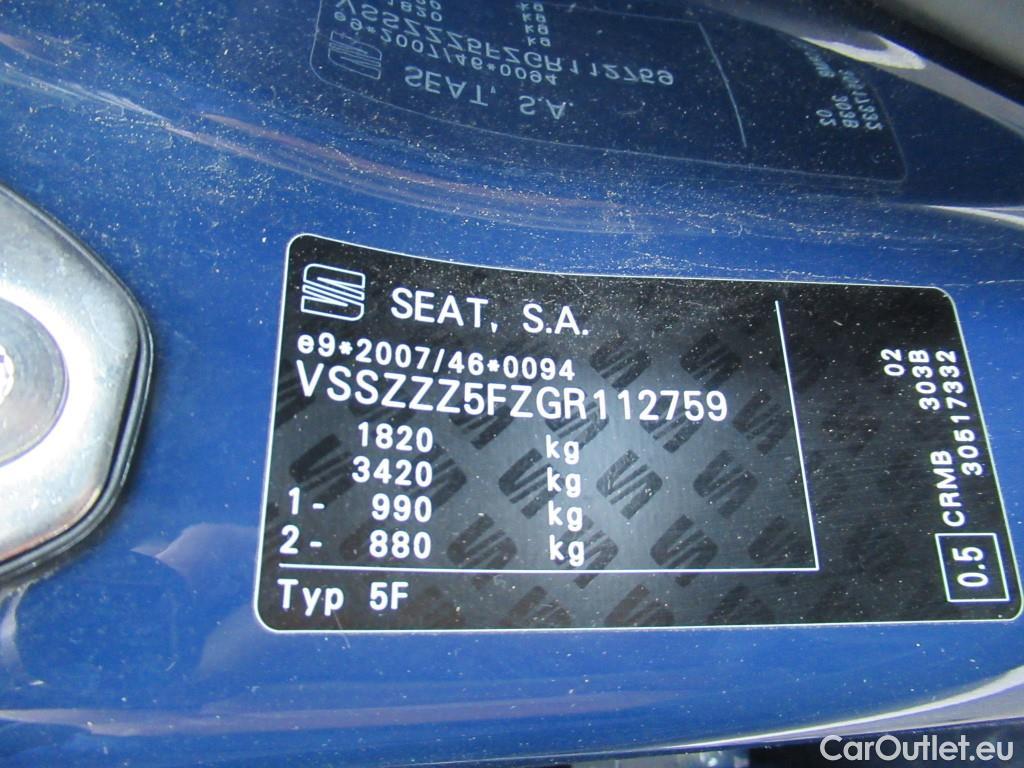 SEAT, S.A.
e9*2007/46*0094
VSSZZZ5FZGR112759
1820 kg
3420 kg
1- 990 kg
2- 880 kg
Typ 5F
02
CRMB 303B
30517332
0.5
CarOutlet.eu